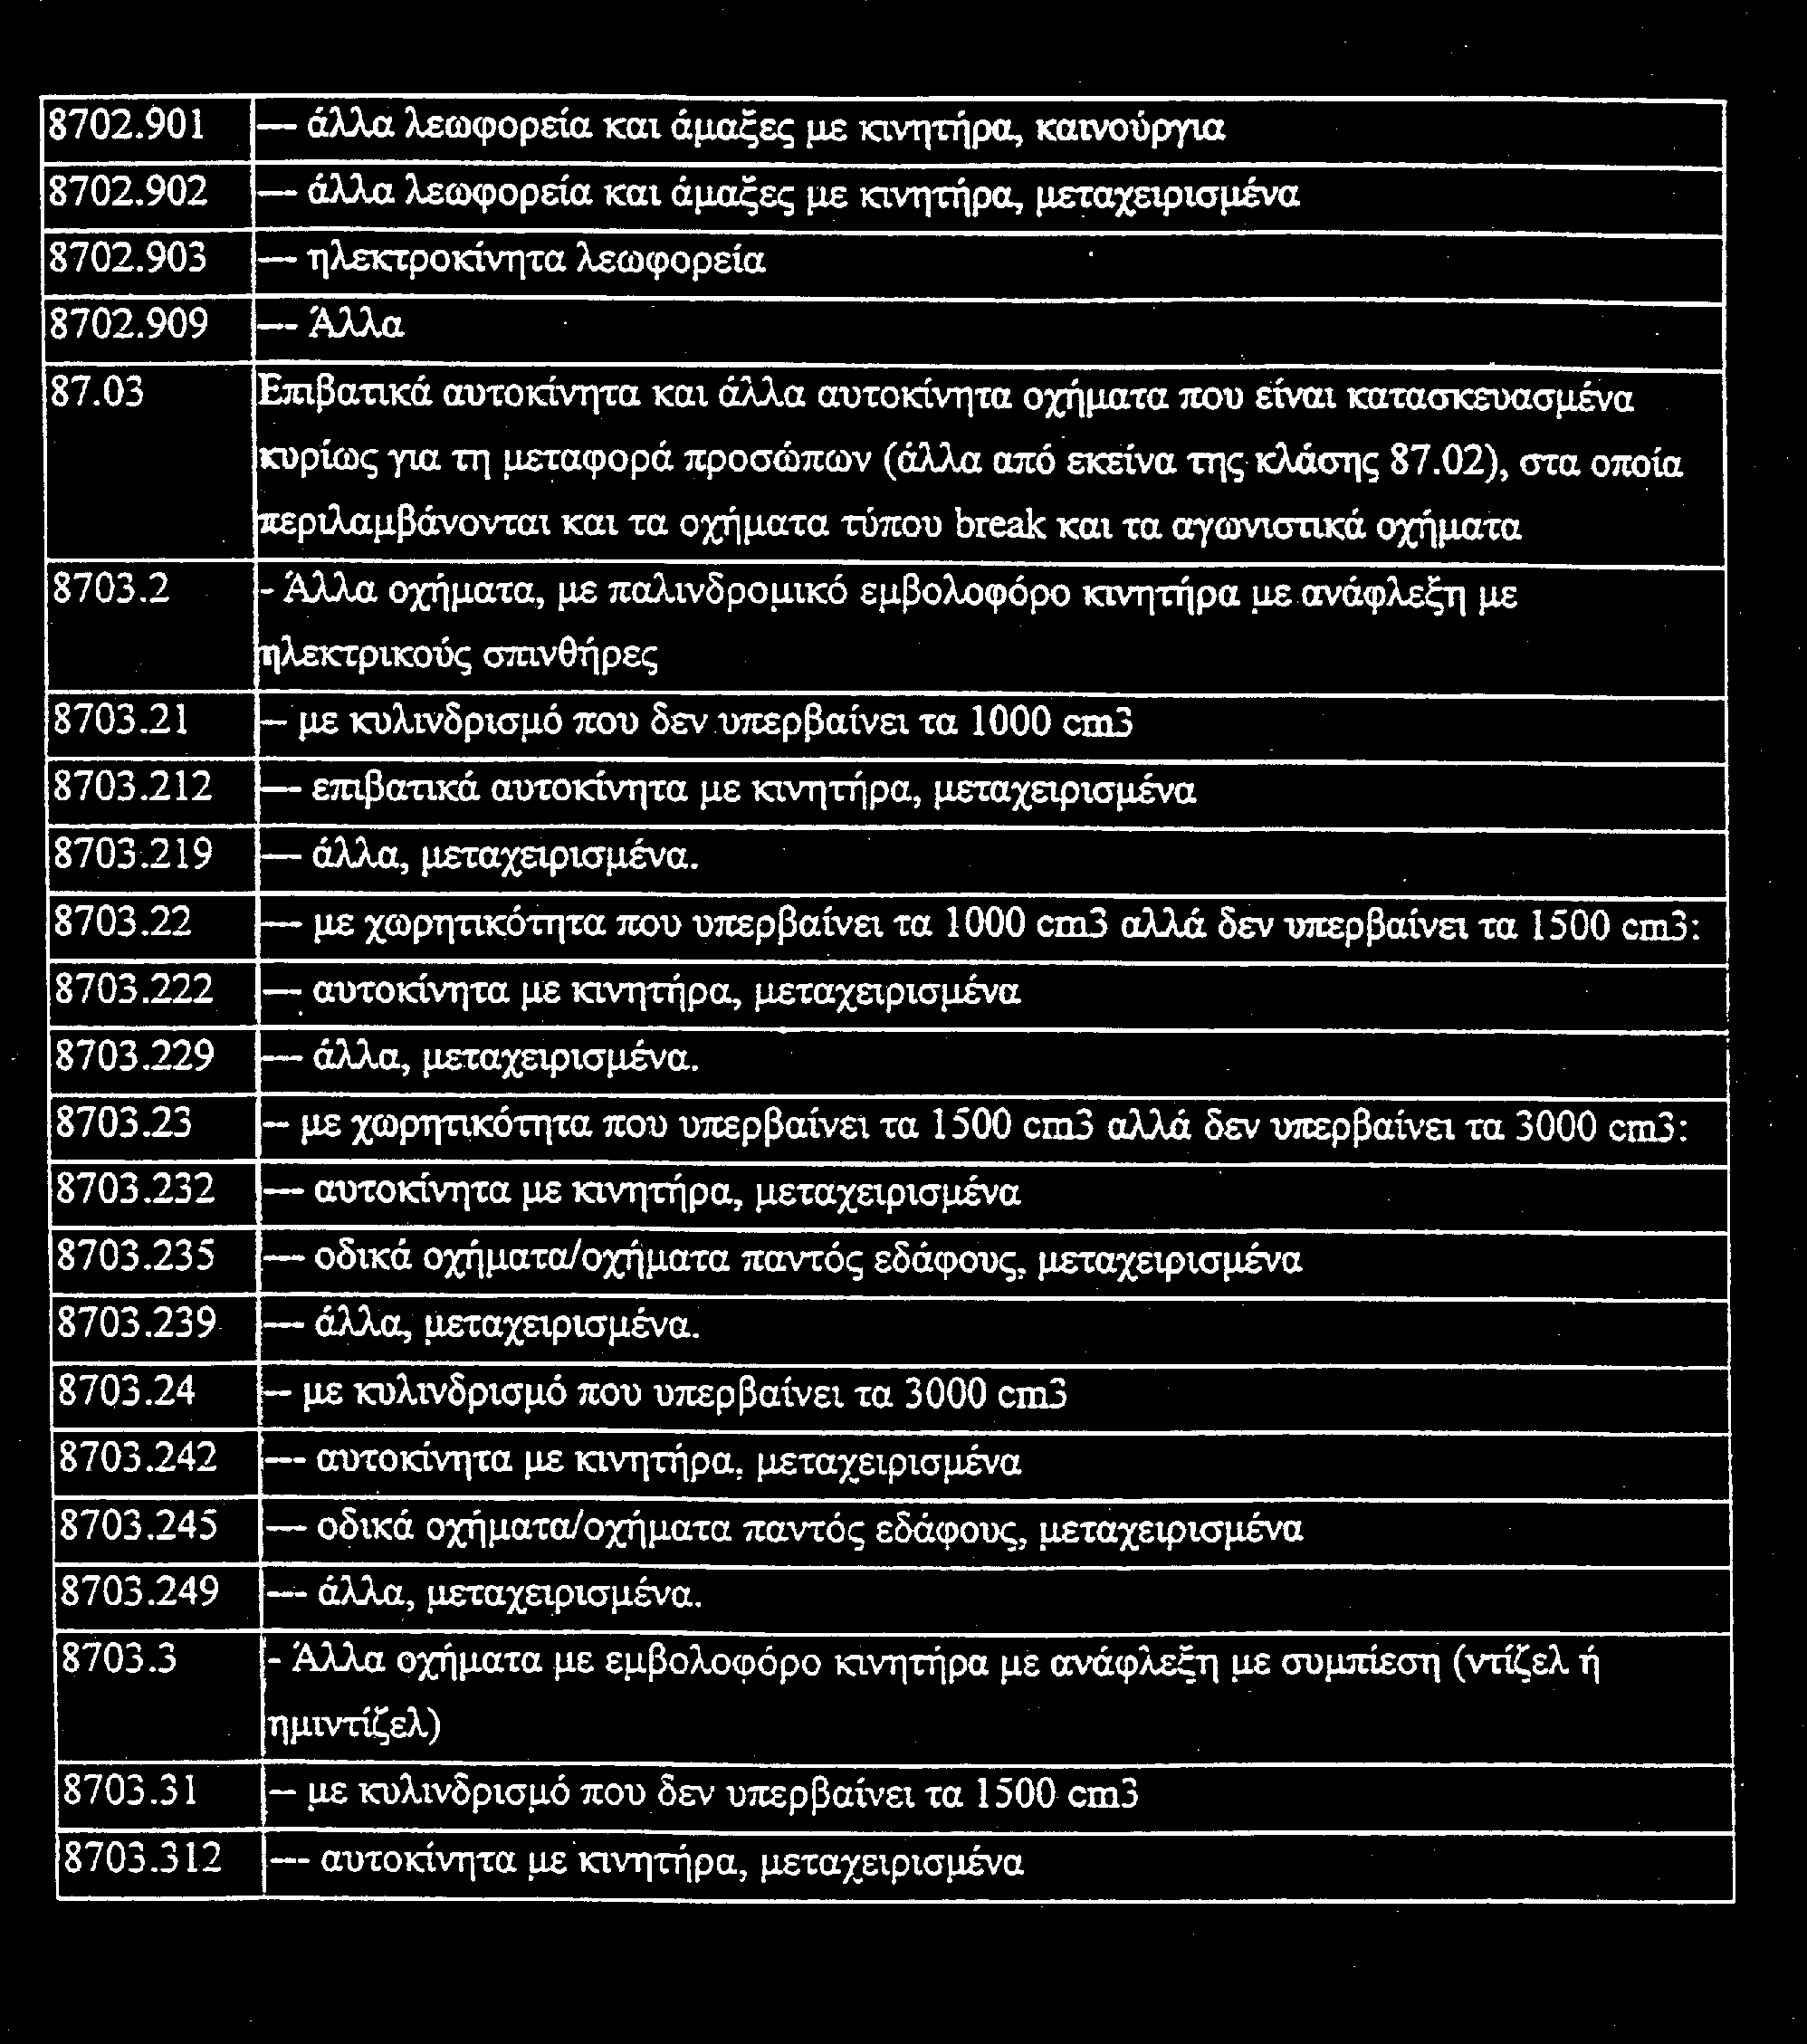 8702.901 — άλλα λεωφορεία και άμαξες με κινητήρα, καινούργια
8702.902 — άλλα λεωφορεία και άμαξες με κινητήρα, μεταχειρισμένα
8702.903 — ηλεκτροκίνητα λεωφορεία
8702.909 — Άλλα
87.03 Επιβατικά αυτοκίνητα και άλλα αυτοκίνητα οχήματα που είναι κατασκευασμένα
κυρίως για τη μεταφορά προσώπων (άλλα από εκείνα της κλάσης 87.02), στα οποία
περιλαμβάνονται και τα οχήματα τύπου break και τα αγωνιστικά οχήματα
8703.2 - Άλλα οχήματα, με παλινδρομικό εμβολοφόρο κινητήρα με ανάφλεξη με
ηλεκτρικούς σπινθήρες
8703.21 – με κυλινδρισμό που δεν υπερβαίνει τα 1000 cm3
8703.212 — επιβατικά αυτοκίνητα με κινητήρα, μεταχειρισμένα
8703.219 — άλλα, μεταχειρισμένα.
8703.22 — με χωρητικότητα που υπερβαίνει τα 1000 cm3 αλλά δεν υπερβαίνει τα 1500 cm3:
8703.222 — αυτοκίνητα με κινητήρα, μεταχειρισμένα
8703.229 — άλλα, μεταχειρισμένα.
8703.23 – με χωρητικότητα που υπερβαίνει τα 1500 cm3 αλλά δεν υπερβαίνει τα 3000 cm3:
8703.232 — αυτοκίνητα με κινητήρα, μεταχειρισμένα
8703.235 — οδικά οχήματα/οχήματα παντός εδάφους, μεταχειρισμένα
8703.239 — άλλα, μεταχειρισμένα.
8703.24 – με κυλινδρισμό που υπερβαίνει τα 3000 cm3
8703.242 — αυτοκίνητα με κινητήρα, μεταχειρισμένα
8703.245 — οδικά οχήματα/οχήματα παντός εδάφους, μεταχειρισμένα
8703.249 — άλλα, μεταχειρισμένα.
8703.3 - Άλλα οχήματα με εμβολοφόρο κινητήρα με ανάφλεξη με συμπίεση (ντίζελ ή
ημιντίζελ)
8703.31 – με κυλινδρισμό που δεν υπερβαίνει τα 1500 cm3
8703.312 — αυτοκίνητα με κινητήρα, μεταχειρισμένα